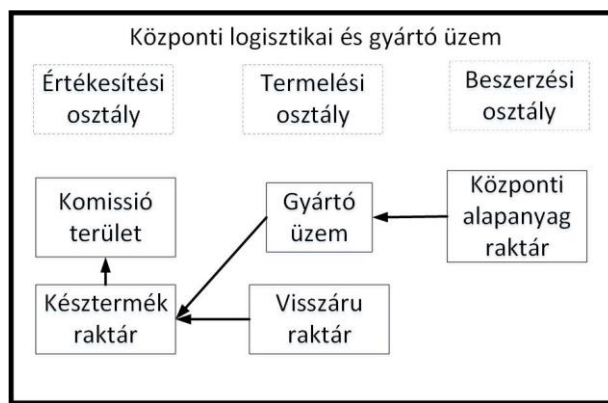 Központi logisztikai és gyártó üzem
Értékesítési
osztály
Termelési
osztály
Beszerzési
osztály
Komissió
terület
Gyártó
üzem
Központi
alapanyag
raktár
Késztermék
raktár
Visszáru
raktár